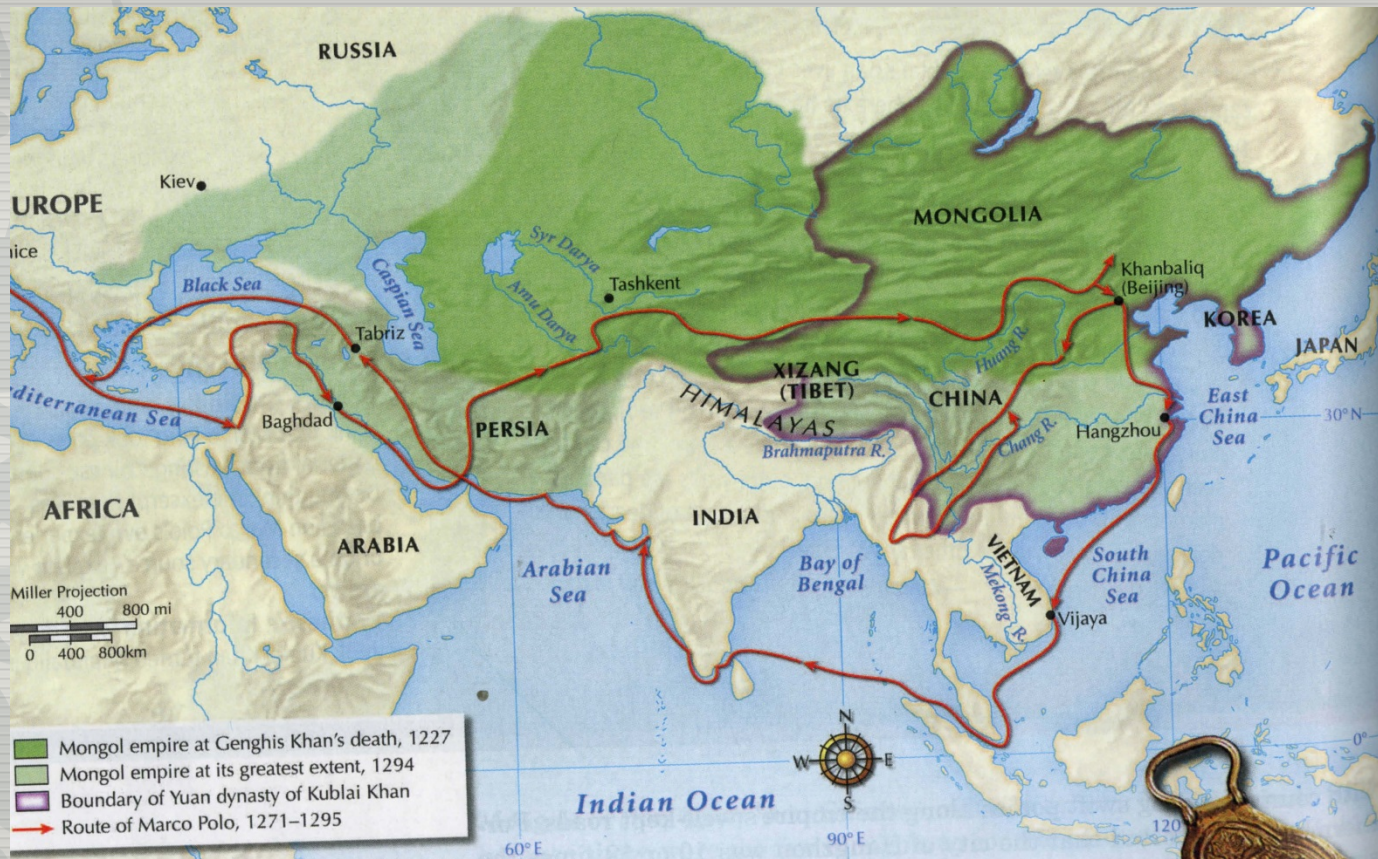 RUSSIA
Kiev
UROPE
nice
Black Sea
Caspian Sea
Syr Darya
Amu Darya
Tashkent
MONGOLIA
Khanbaliq
(Beijing)
KOREA
JAPAN
Tabriz
Huang R.
XIZANG
(TIBET)
CHINA
HIMALAYAS
diterranean Sea
Baghdad
PERSIA
Chang R.
Hangzhou
East
China
Sea
30°N
Brahmaputra R.
AFRICA
ARABIA
INDIA
Arabian
Sea
Bay of
Bengal
VIETNAM
Mekong R.
South
China
Sea
Pacific
Ocean
Vijaya
Miller Projection
400 800 mi
0 400 800km
N
W E
S
0°
Mongol empire at Genghis Khan's death, 1227
Mongol empire at its greatest extent, 1294
Boundary of Yuan dynasty of Kublai Khan
Route of Marco Polo, 1271–1295
Indian Ocean
60°E
90°E
120